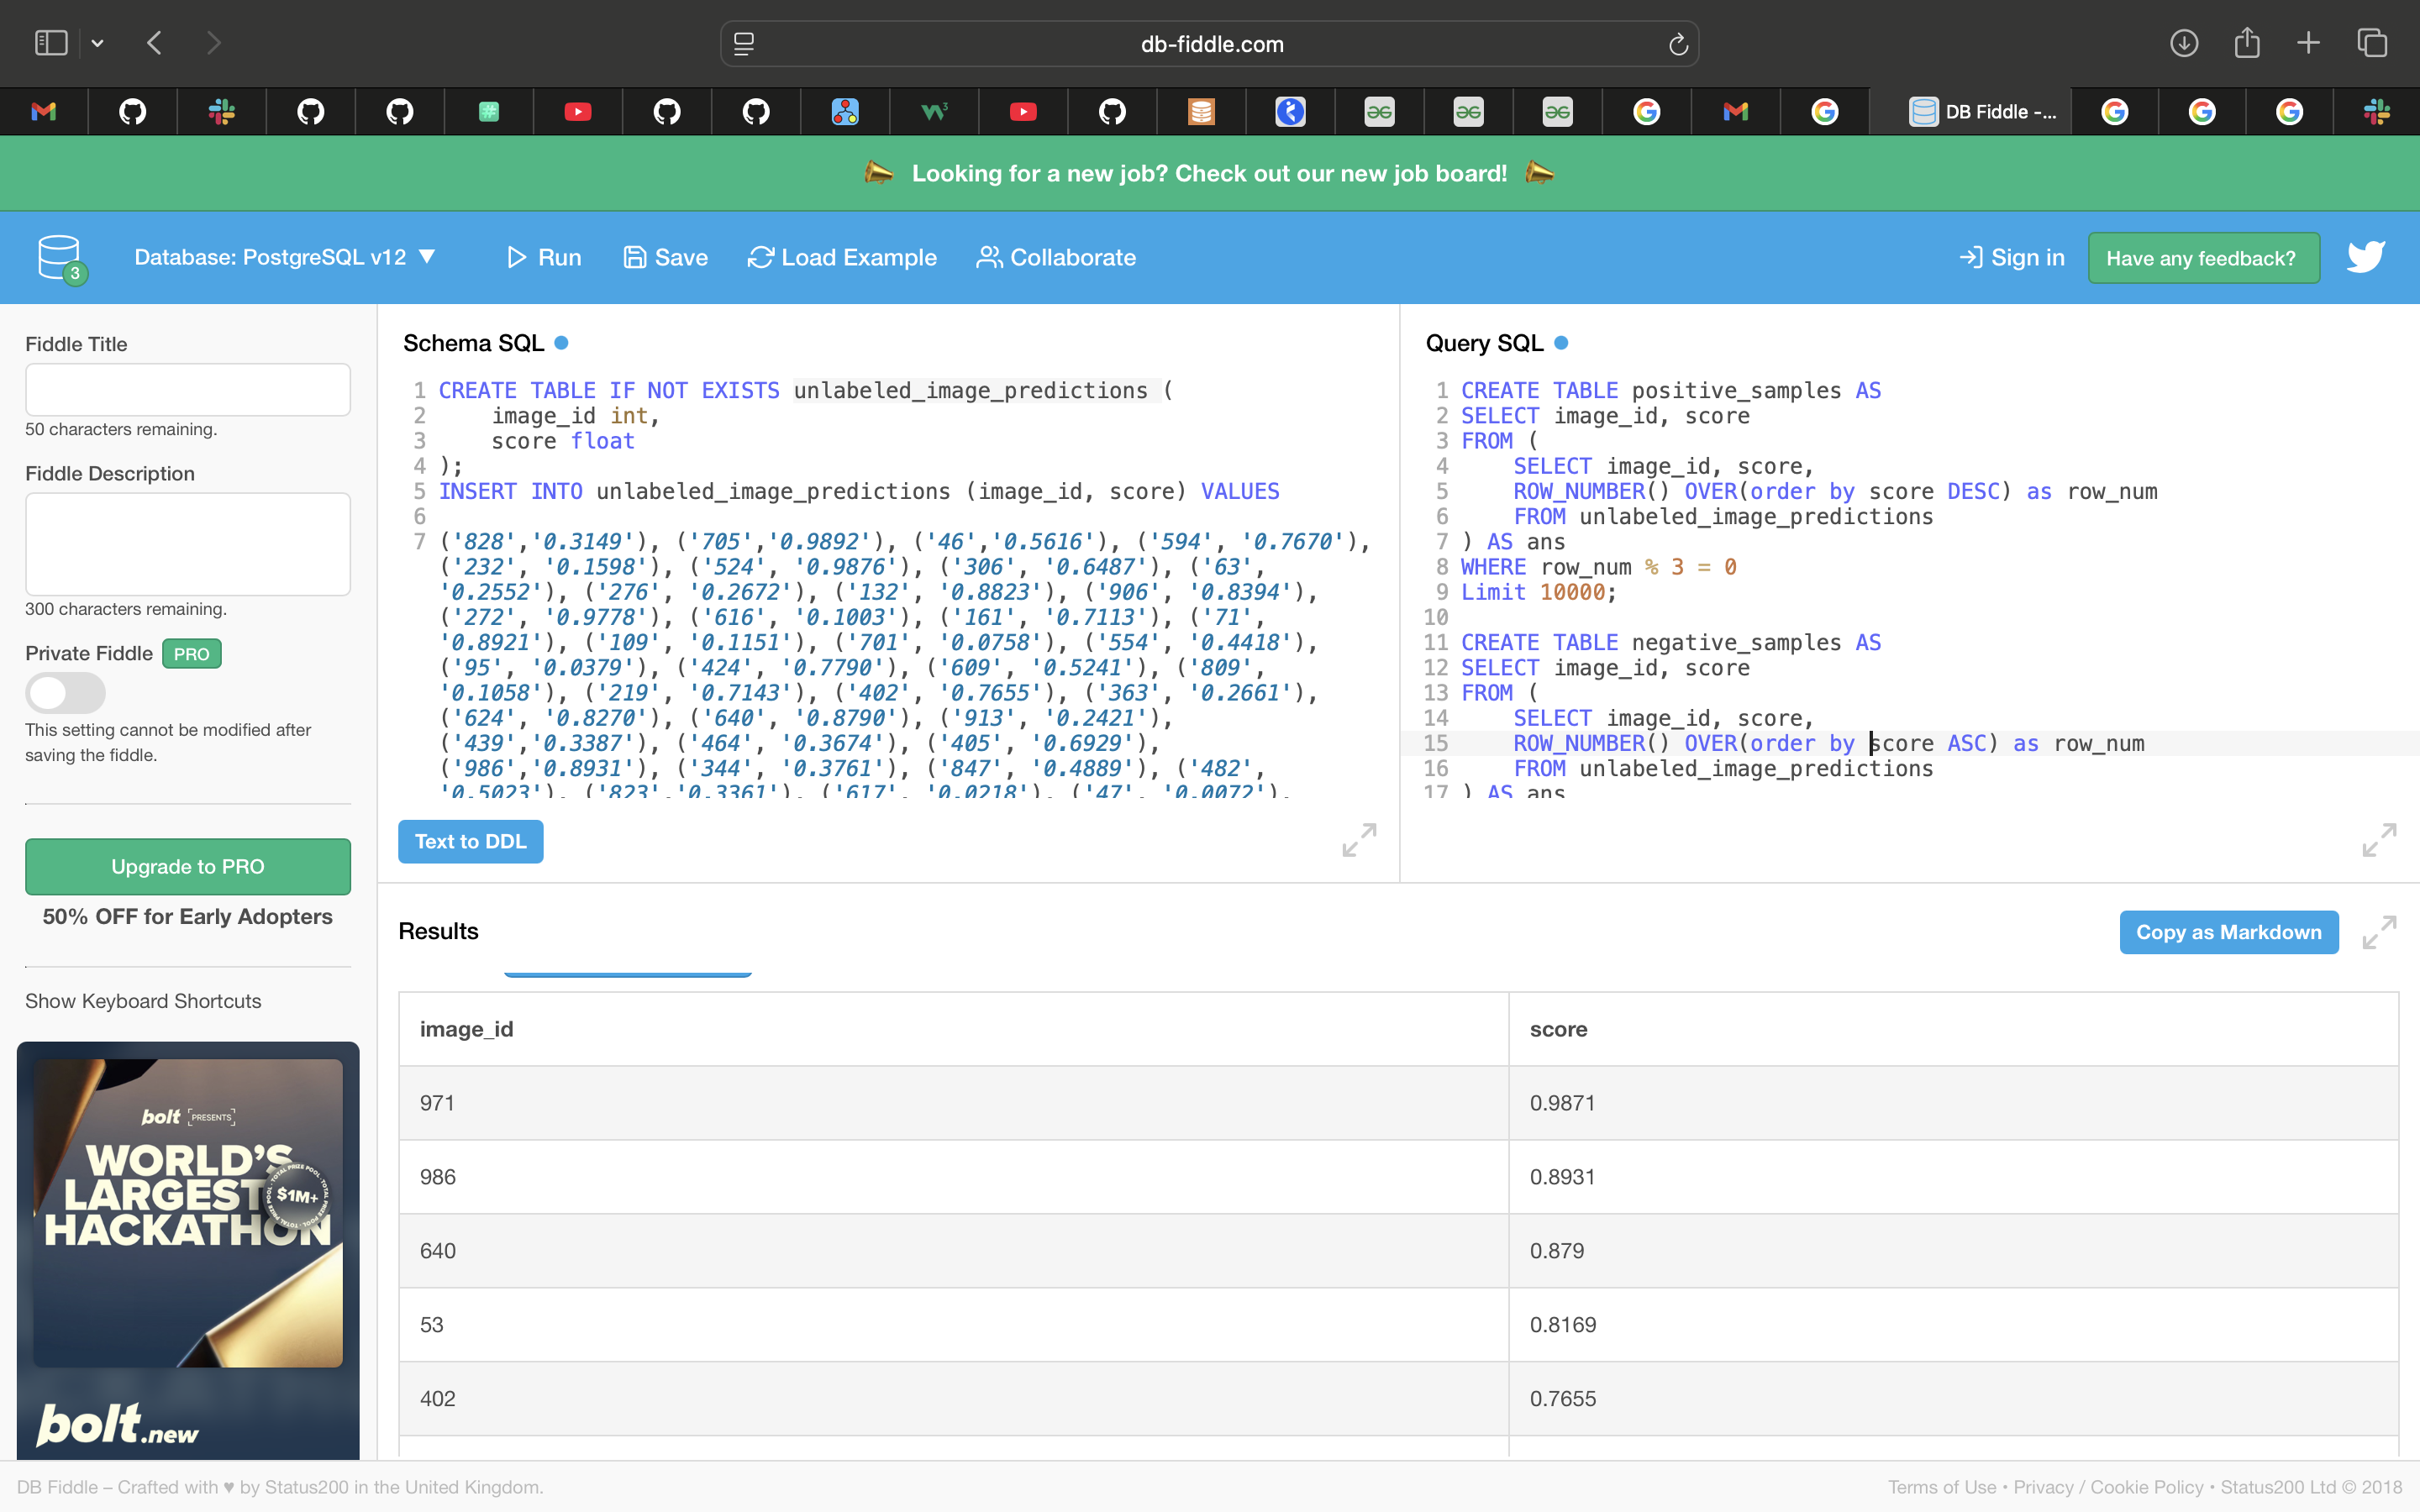 db-fiddle.com
DB Fiddle -...
Looking for a new job? Check out our new job board!
3
Database: PostgreSQL v12 ▼
Run
Save
Load Example
Collaborate
Sign in
Have any feedback?
Fiddle Title
50 characters remaining.
Fiddle Description
300 characters remaining.
Private Fiddle PRO
This setting cannot be modified after
saving the fiddle.
Upgrade to PRO
50% OFF for Early Adopters
Show Keyboard Shortcuts
bolt [PRESENTS]
WORLD'S
LARGEST
HACKATHON
$1M+
bolt.new
Schema SQL
1 CREATE TABLE IF NOT EXISTS unlabeled_image_predictions (
2 image_id int,
3 score float
4 );
5 INSERT INTO unlabeled_image_predictions (image_id, score) VALUES
6
7 ('828','0.3149'), ('705','0.9892'), ('46','0.5616'), ('594', '0.7670'),
('232', '0.1598'), ('524', '0.9876'), ('306', '0.6487'), ('63',
'0.2552'), ('276', '0.2672'), ('132', '0.8823'), ('906', '0.8394'),
('272', '0.9778'), ('616', '0.1003'), ('161', '0.7113'), ('71',
'0.8921'), ('109', '0.1151'), ('701', '0.0758'), ('554', '0.4418'),
('95', '0.0379'), ('424', '0.7790'), ('609', '0.5241'), ('809',
'0.1058'), ('219', '0.7143'), ('402', '0.7655'), ('363', '0.2661'),
('624', '0.8270'), ('640', '0.8790'), ('913', '0.2421'),
('439','0.3387'), ('464', '0.3674'), ('405', '0.6929'),
('986','0.8931'), ('344', '0.3761'), ('847', '0.4889'), ('482',
'0.5023'), ('823','0.3361'), ('617', '0.0218'), ('47', '0.0072'),
Text to DDL
Query SQL
1 CREATE TABLE positive_samples AS
2 SELECT image_id, score
3 FROM (
4 SELECT image_id, score,
5 ROW_NUMBER() OVER(order by score DESC) as row_num
6 FROM unlabeled_image_predictions
7 ) AS ans
8 WHERE row_num % 3 = 0
9 Limit 10000;
10
11 CREATE TABLE negative_samples AS
12 SELECT image_id, score
13 FROM (
14 SELECT image_id, score,
15 ROW_NUMBER() OVER(order by score ASC) as row_num
16 FROM unlabeled_image_predictions
17 ) AS ans
Results
Copy as Markdown
image_id score
971 0.9871
986 0.8931
640 0.879
53 0.8169
402 0.7655
DB Fiddle – Crafted with ♥ by Status200 in the United Kingdom.
Terms of Use • Privacy / Cookie Policy • Status200 Ltd © 2018